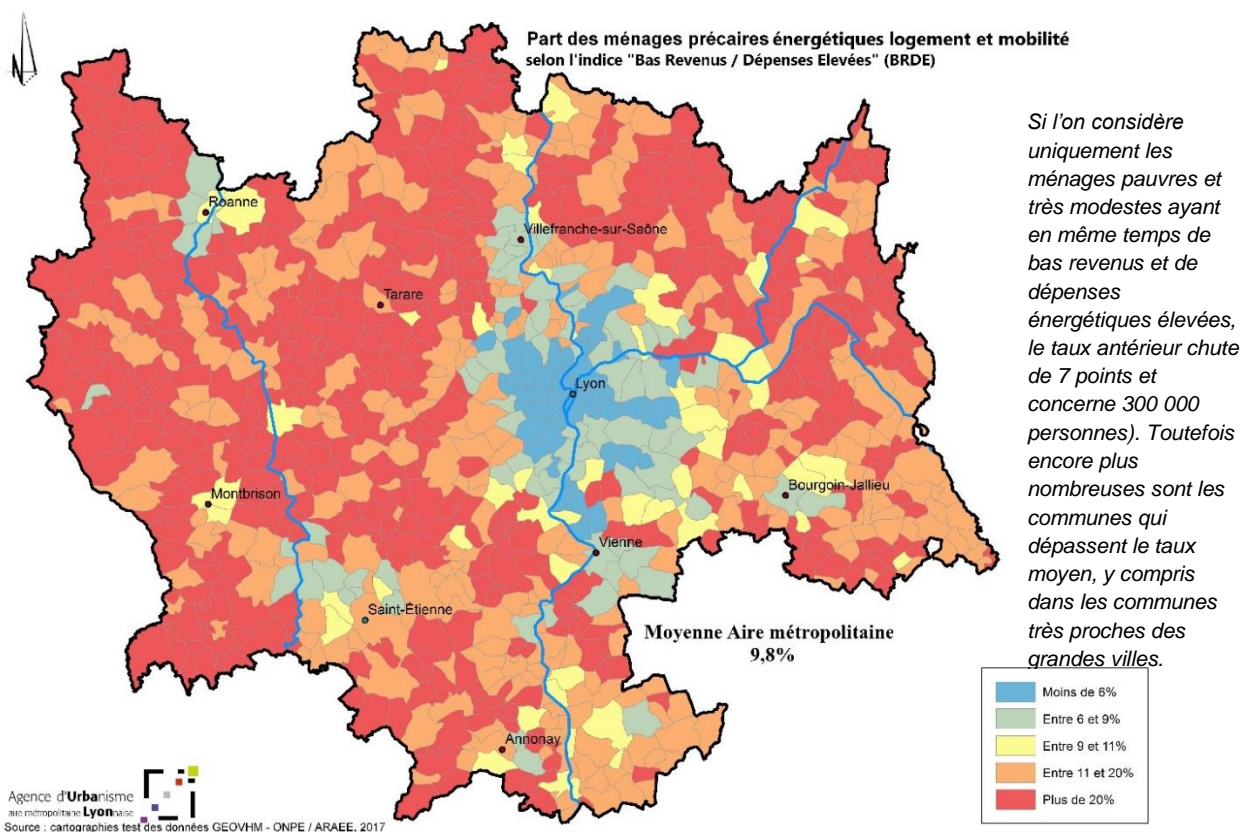 Part des ménages précaires énergétiques logement et mobilité
selon l'indice "Bas Revenus / Dépenses Elevées" (BRDE)
Si l’on considère
uniquement les
ménages pauvres et
très modestes ayant
en même temps de
bas revenus et de
dépenses
énergétiques élevées,
le taux antérieur chute
de 7 points et
concerne 300 000
personnes). Toutefois
encore plus
nombreuses sont les
communes qui
dépassent le taux
moyen, y compris
dans les communes
très proches des
grandes villes.
Roanne
Villefranche-sur-Saône
Tarare
Lyon
Montbrison
Bourgoin-Jallieu
Vienne
Saint-Étienne
Annonay
Moyenne Aire métropolitaine
9,8%
Moins de 6%
Entre 6 et 9%
Entre 9 et 11%
Entre 11 et 20%
Plus de 20%
Agence d'Urbanisme
aire métropolitaine Lyonnaise
Source : cartographies test des données GEOVHM - ONPE / ARAEE, 2017